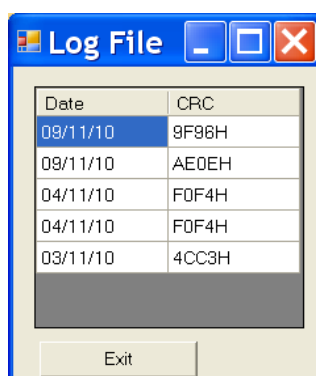 Log File
Date CRC
09/11/10 9F96H
09/11/10 AE0EH
04/11/10 F0F4H
04/11/10 F0F4H
03/11/10 4CC3H
Exit